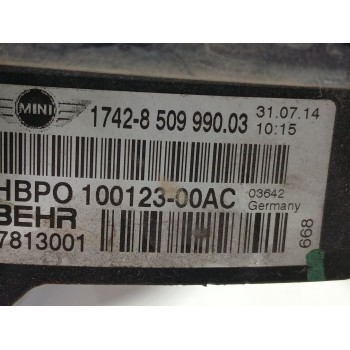 MINI
1742-8 509 990.03
31.07.14
10:15
HBPO 100123-00AC
03642
Germany
BEHR
7813001
668